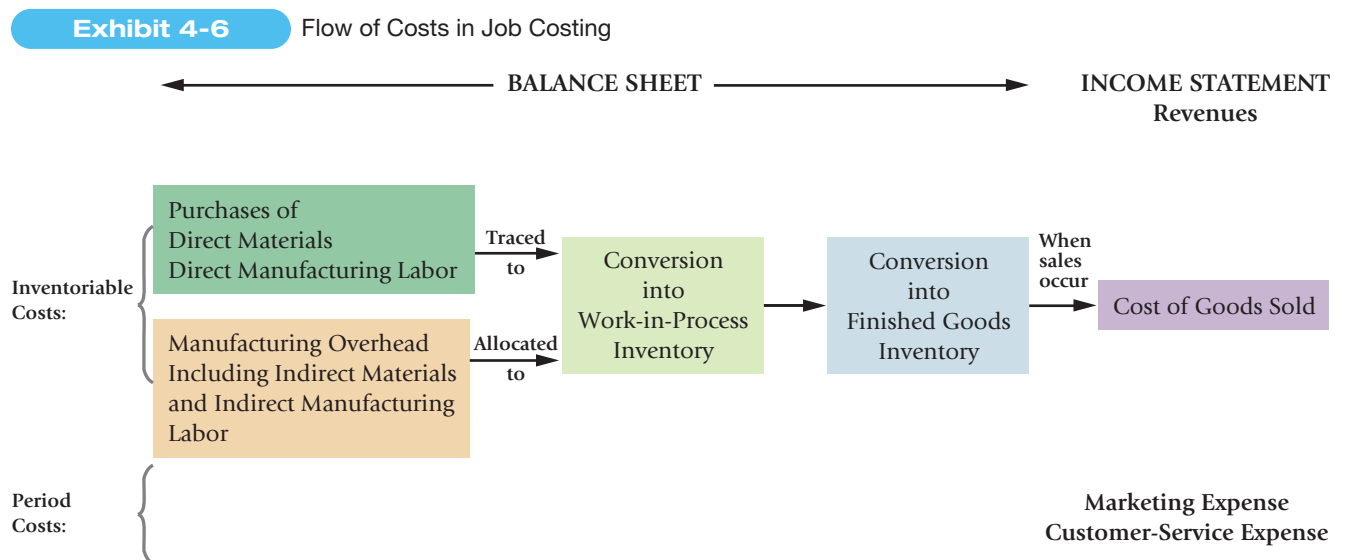 Exhibit 4-6 Flow of Costs in Job Costing
BALANCE SHEET
INCOME STATEMENT
Revenues
Inventoriable
Costs:
Purchases of
Direct Materials
Direct Manufacturing Labor
Traced
to
Manufacturing Overhead
Including Indirect Materials
and Indirect Manufacturing
Labor
Allocated
to
Conversion
into
Work-in-Process
Inventory
Conversion
into
Finished Goods
Inventory
When
sales
occur
Cost of Goods Sold
Period
Costs:
Marketing Expense
Customer-Service Expense